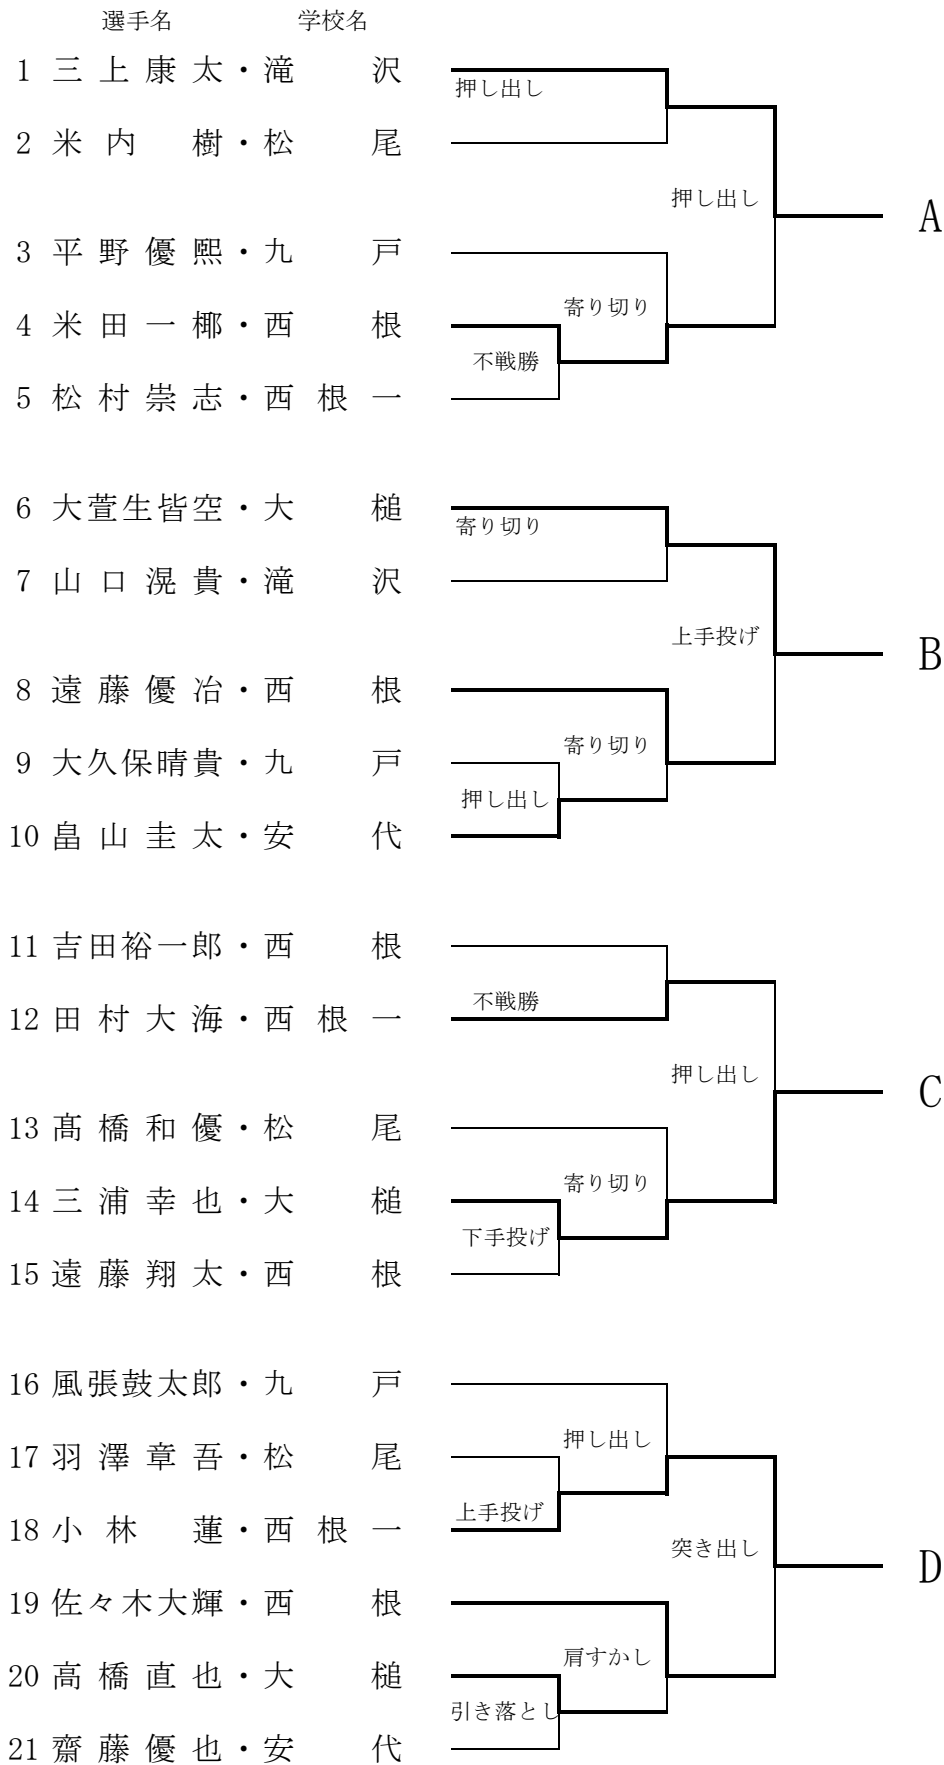 選手名 学校名
1 三上康太・滝沢
押し出し
2 米内樹・松尾
押し出し
A
3 平野優熙・九戸
寄り切り
4 米田一椰・西根
不戦勝
5 松村崇志・西根一
6 大萱生皆空・大槌
寄り切り
7 山口滉貴・滝沢
上手投げ
B
8 遠藤優冶・西根
寄り切り
9 大久保晴貴・九戸
押し出し
10 畠山圭太・安代
11 吉田裕一郎・西根
不戦勝
12 田村大海・西根一
押し出し
C
13 髙橋和優・松尾
寄り切り
14 三浦幸也・大槌
下手投げ
15 遠藤翔太・西根
16 風張鼓太郎・九戸
押し出し
17 羽澤章吾・松尾
上手投げ
18 小林蓮・西根一
突き出し
D
19 佐々木大輝・西根
肩すかし
20 高橋直也・大槌
引き落とし
21 齋藤優也・安代